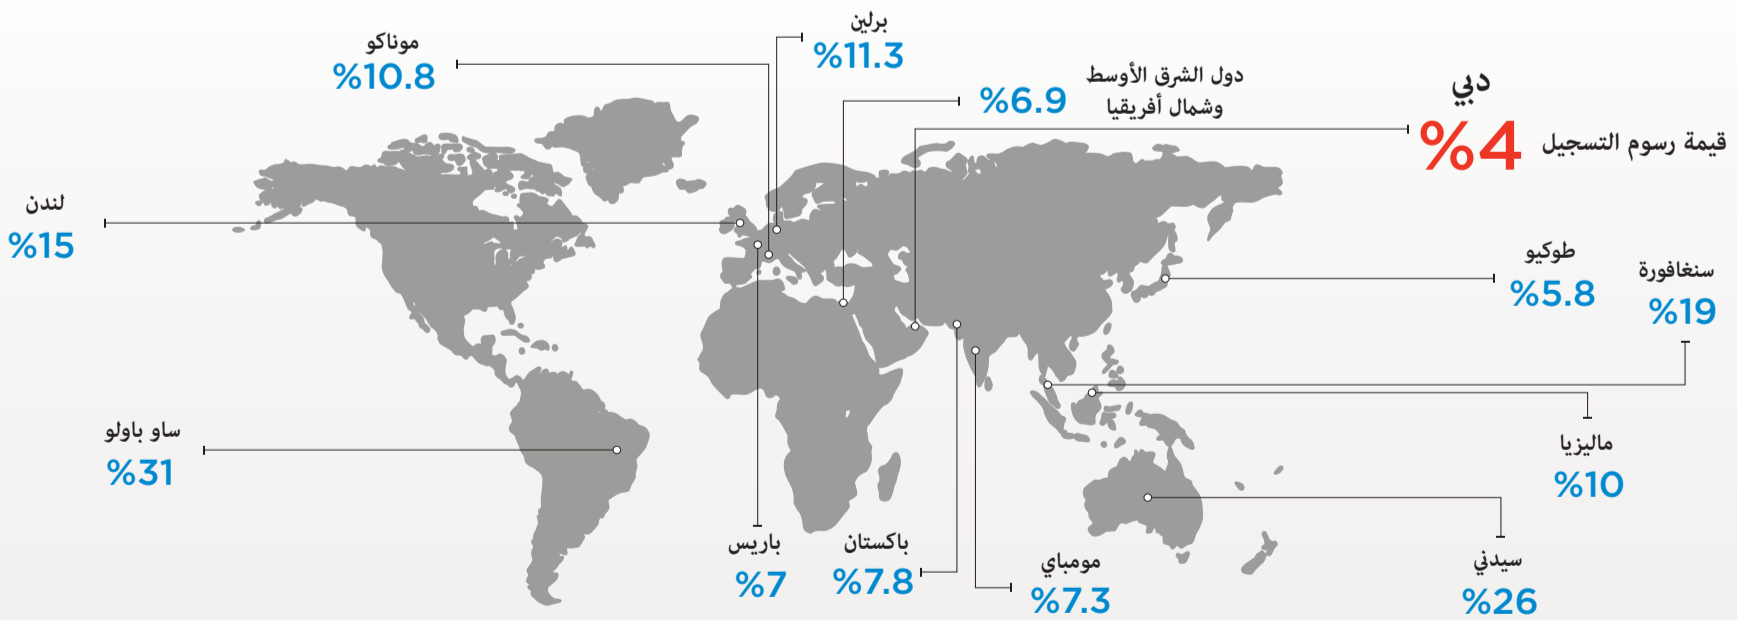 برلين
%11.3
موناكو
%10.8
دول الشرق الأوسط
وشمال أفريقيا
%6.9
دبي
قيمة رسوم التسجيل %4
لندن
%15
طوكيو
%5.8
سنغافورة
%19
ساو باولو
%31
ماليزيا
%10
باريس
%7
باكستان
%7.8
مومباي
%7.3
سيدني
%26